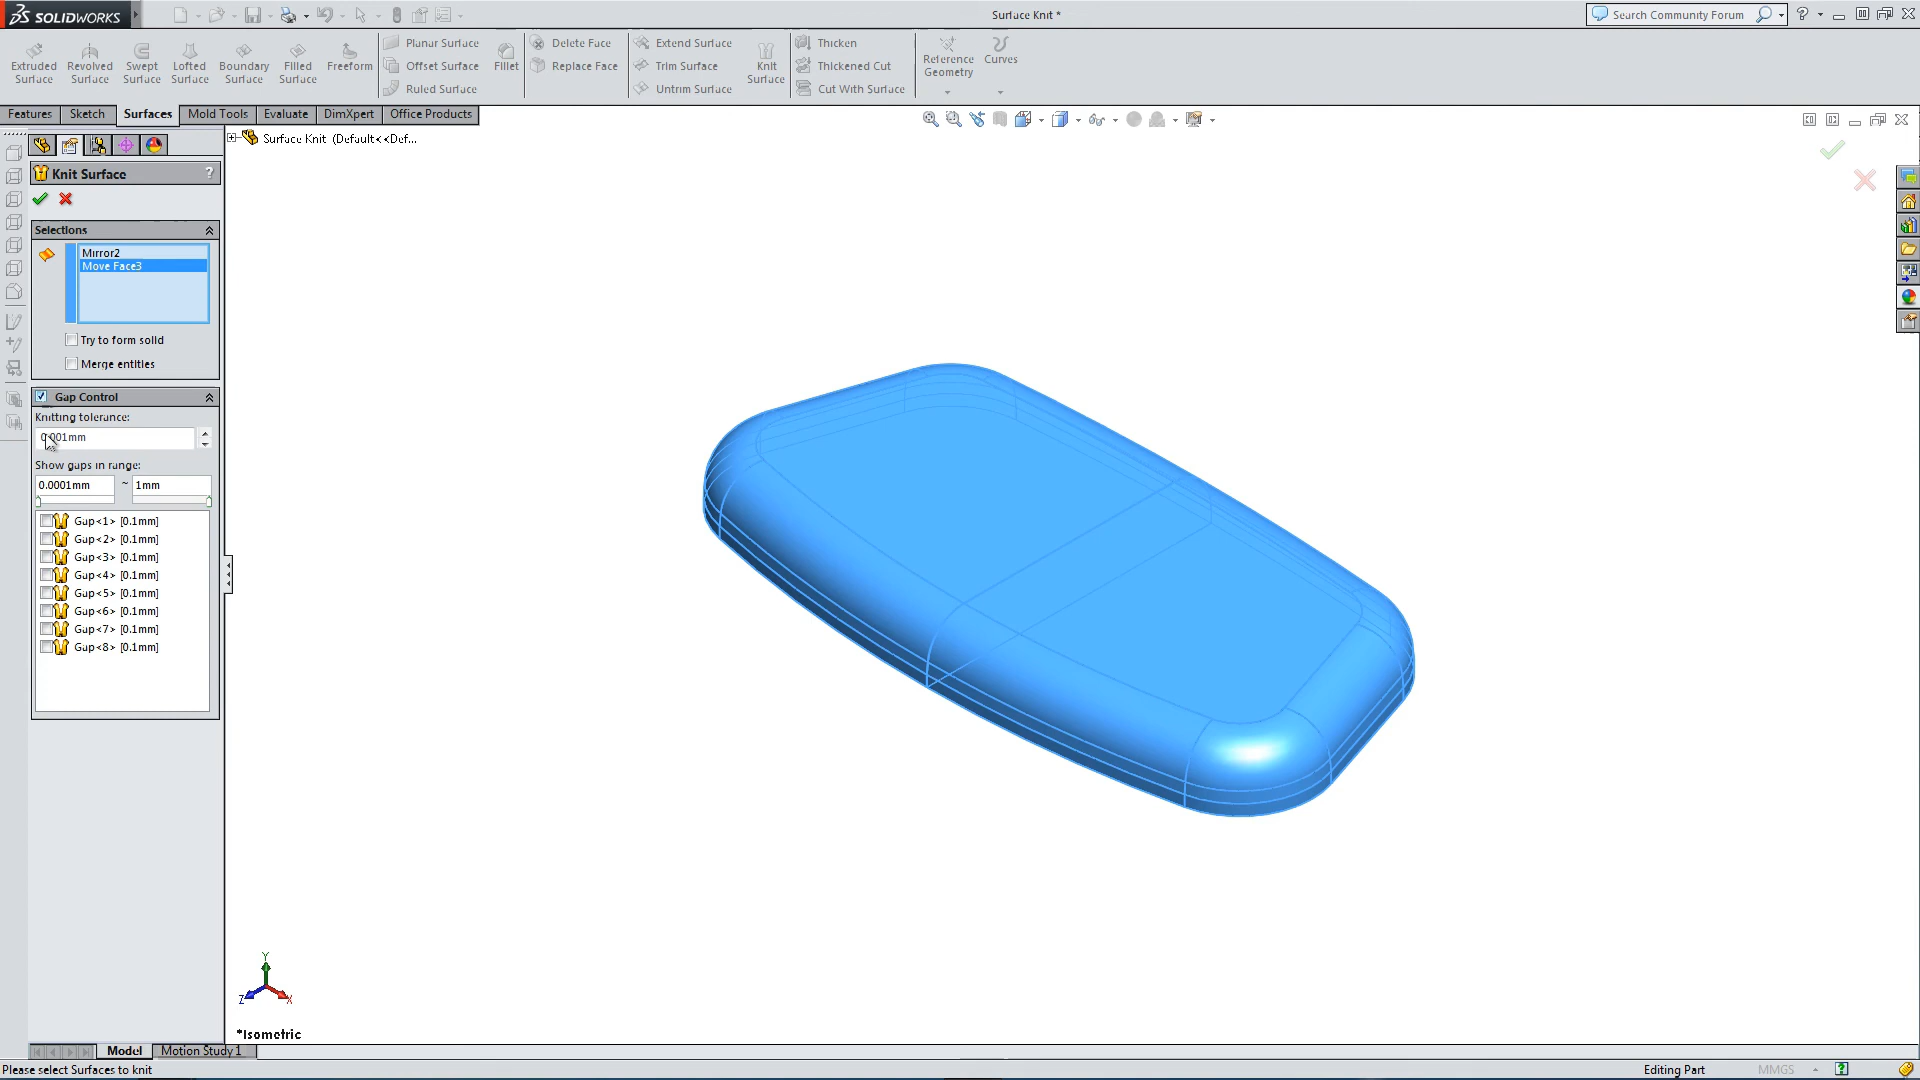 SOLIDWORKS
Surface Knit *
Search Community Forum
Extruded Surface
Revolved Surface
Swept Surface
Lofted Surface
Boundary Surface
Filled Surface
Freeform
Planar Surface
Offset Surface
Ruled Surface
Fillet
Delete Face
Replace Face
Extend Surface
Trim Surface
Untrim Surface
Knit Surface
Thicken
Thickened Cut
Cut With Surface
Reference Geometry
Curves
Features
Sketch
Surfaces
Mold Tools
Evaluate
DimXpert
Office Products
Surface Knit (Default<<Def...
Knit Surface
?
Selections
Mirror2
Move Face3
Try to form solid
Merge entities
Gap Control
Knitting tolerance:
0.001mm
Show gaps in range:
0.0001mm ~ 1mm
Gap<1> [0.1mm]
Gap<2> [0.1mm]
Gap<3> [0.1mm]
Gap<4> [0.1mm]
Gap<5> [0.1mm]
Gap<6> [0.1mm]
Gap<7> [0.1mm]
Gap<8> [0.1mm]
Y
Z
X
*Isometric
Model
Motion Study 1
Please select Surfaces to knit
Editing Part
MMGS